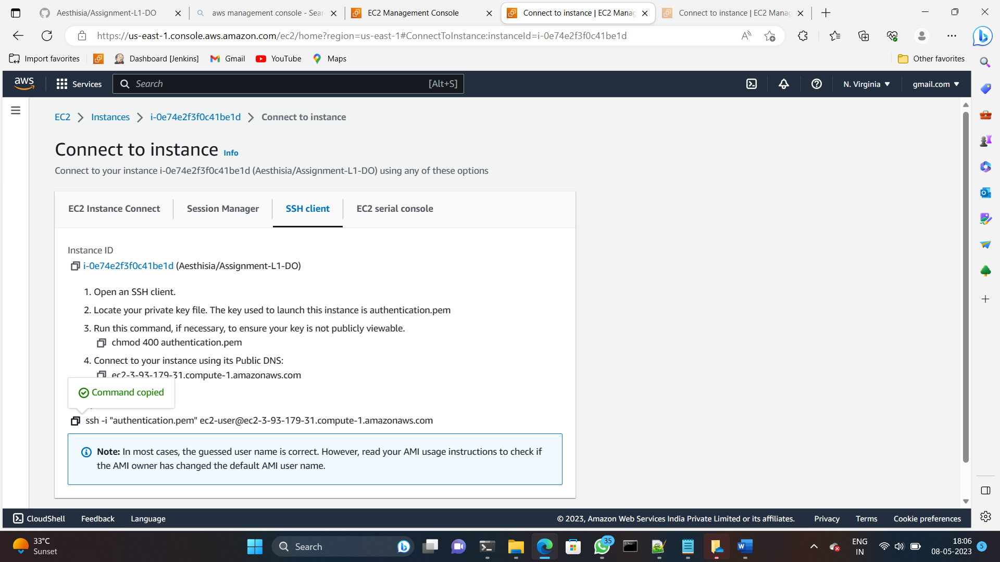 Aesthisia/Assignment-L1-DO
aws management console - Sear
EC2 Management Console
Connect to instance | EC2 Manag
Connect to instance | EC2 Manag
https://us-east-1.console.aws.amazon.com/ec2/home?region=us-east-1#ConnectToInstance:instanceId=i-0e74e2f3f0c41be1d
Import favorites
Dashboard [Jenkins]
Gmail
YouTube
Maps
Other favorites
aws
Services
Search
[Alt+S]
N. Virginia
gmail.com
EC2
Instances
i-0e74e2f3f0c41be1d
Connect to instance
Connect to instance Info
Connect to your instance i-0e74e2f3f0c41be1d (Aesthisia/Assignment-L1-DO) using any of these options
EC2 Instance Connect
Session Manager
SSH client
EC2 serial console
Instance ID
i-0e74e2f3f0c41be1d (Aesthisia/Assignment-L1-DO)
1. Open an SSH client.
2. Locate your private key file. The key used to launch this instance is authentication.pem
3. Run this command, if necessary, to ensure your key is not publicly viewable.
chmod 400 authentication.pem
4. Connect to your instance using its Public DNS:
ec2-3-93-179-31.compute-1.amazonaws.com
Command copied
ssh -i "authentication.pem" ec2-user@ec2-3-93-179-31.compute-1.amazonaws.com
Note: In most cases, the guessed user name is correct. However, read your AMI usage instructions to check if
the AMI owner has changed the default AMI user name.
CloudShell
Feedback
Language
© 2023, Amazon Web Services India Private Limited or its affiliates.
Privacy
Terms
Cookie preferences
33°C
Sunset
Search
35
ENG
IN
18:06
08-05-2023
5